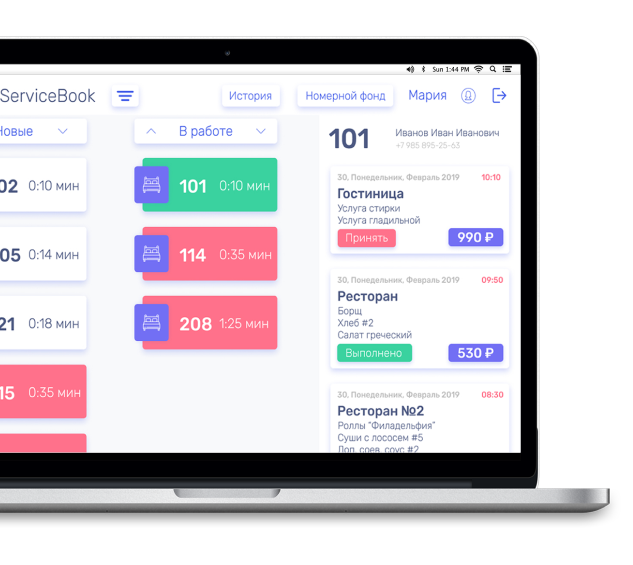 Sun 1:44 PM
ServiceBook
История
Номерной фонд
Мария
Новые
В работе
101
Иванов Иван Иванович
+7 985 895-25-63
02 0:10 мин
101 0:10 мин
05 0:14 мин
114 0:35 мин
21 0:18 мин
208 1:25 мин
15 0:35 мин
30, Понедельник, Февраль 2019 10:10
Гостиница
Услуга стирки
Услуга гладильной
Принять 990 ₽
30, Понедельник, Февраль 2019 09:50
Ресторан
Борщ
Хлеб #2
Салат греческий
Выполнено 530 ₽
30, Понедельник, Февраль 2019 08:30
Ресторан №2
Роллы "Филадельфия"
Суши с лососем #5
Доп. соев. соус #2